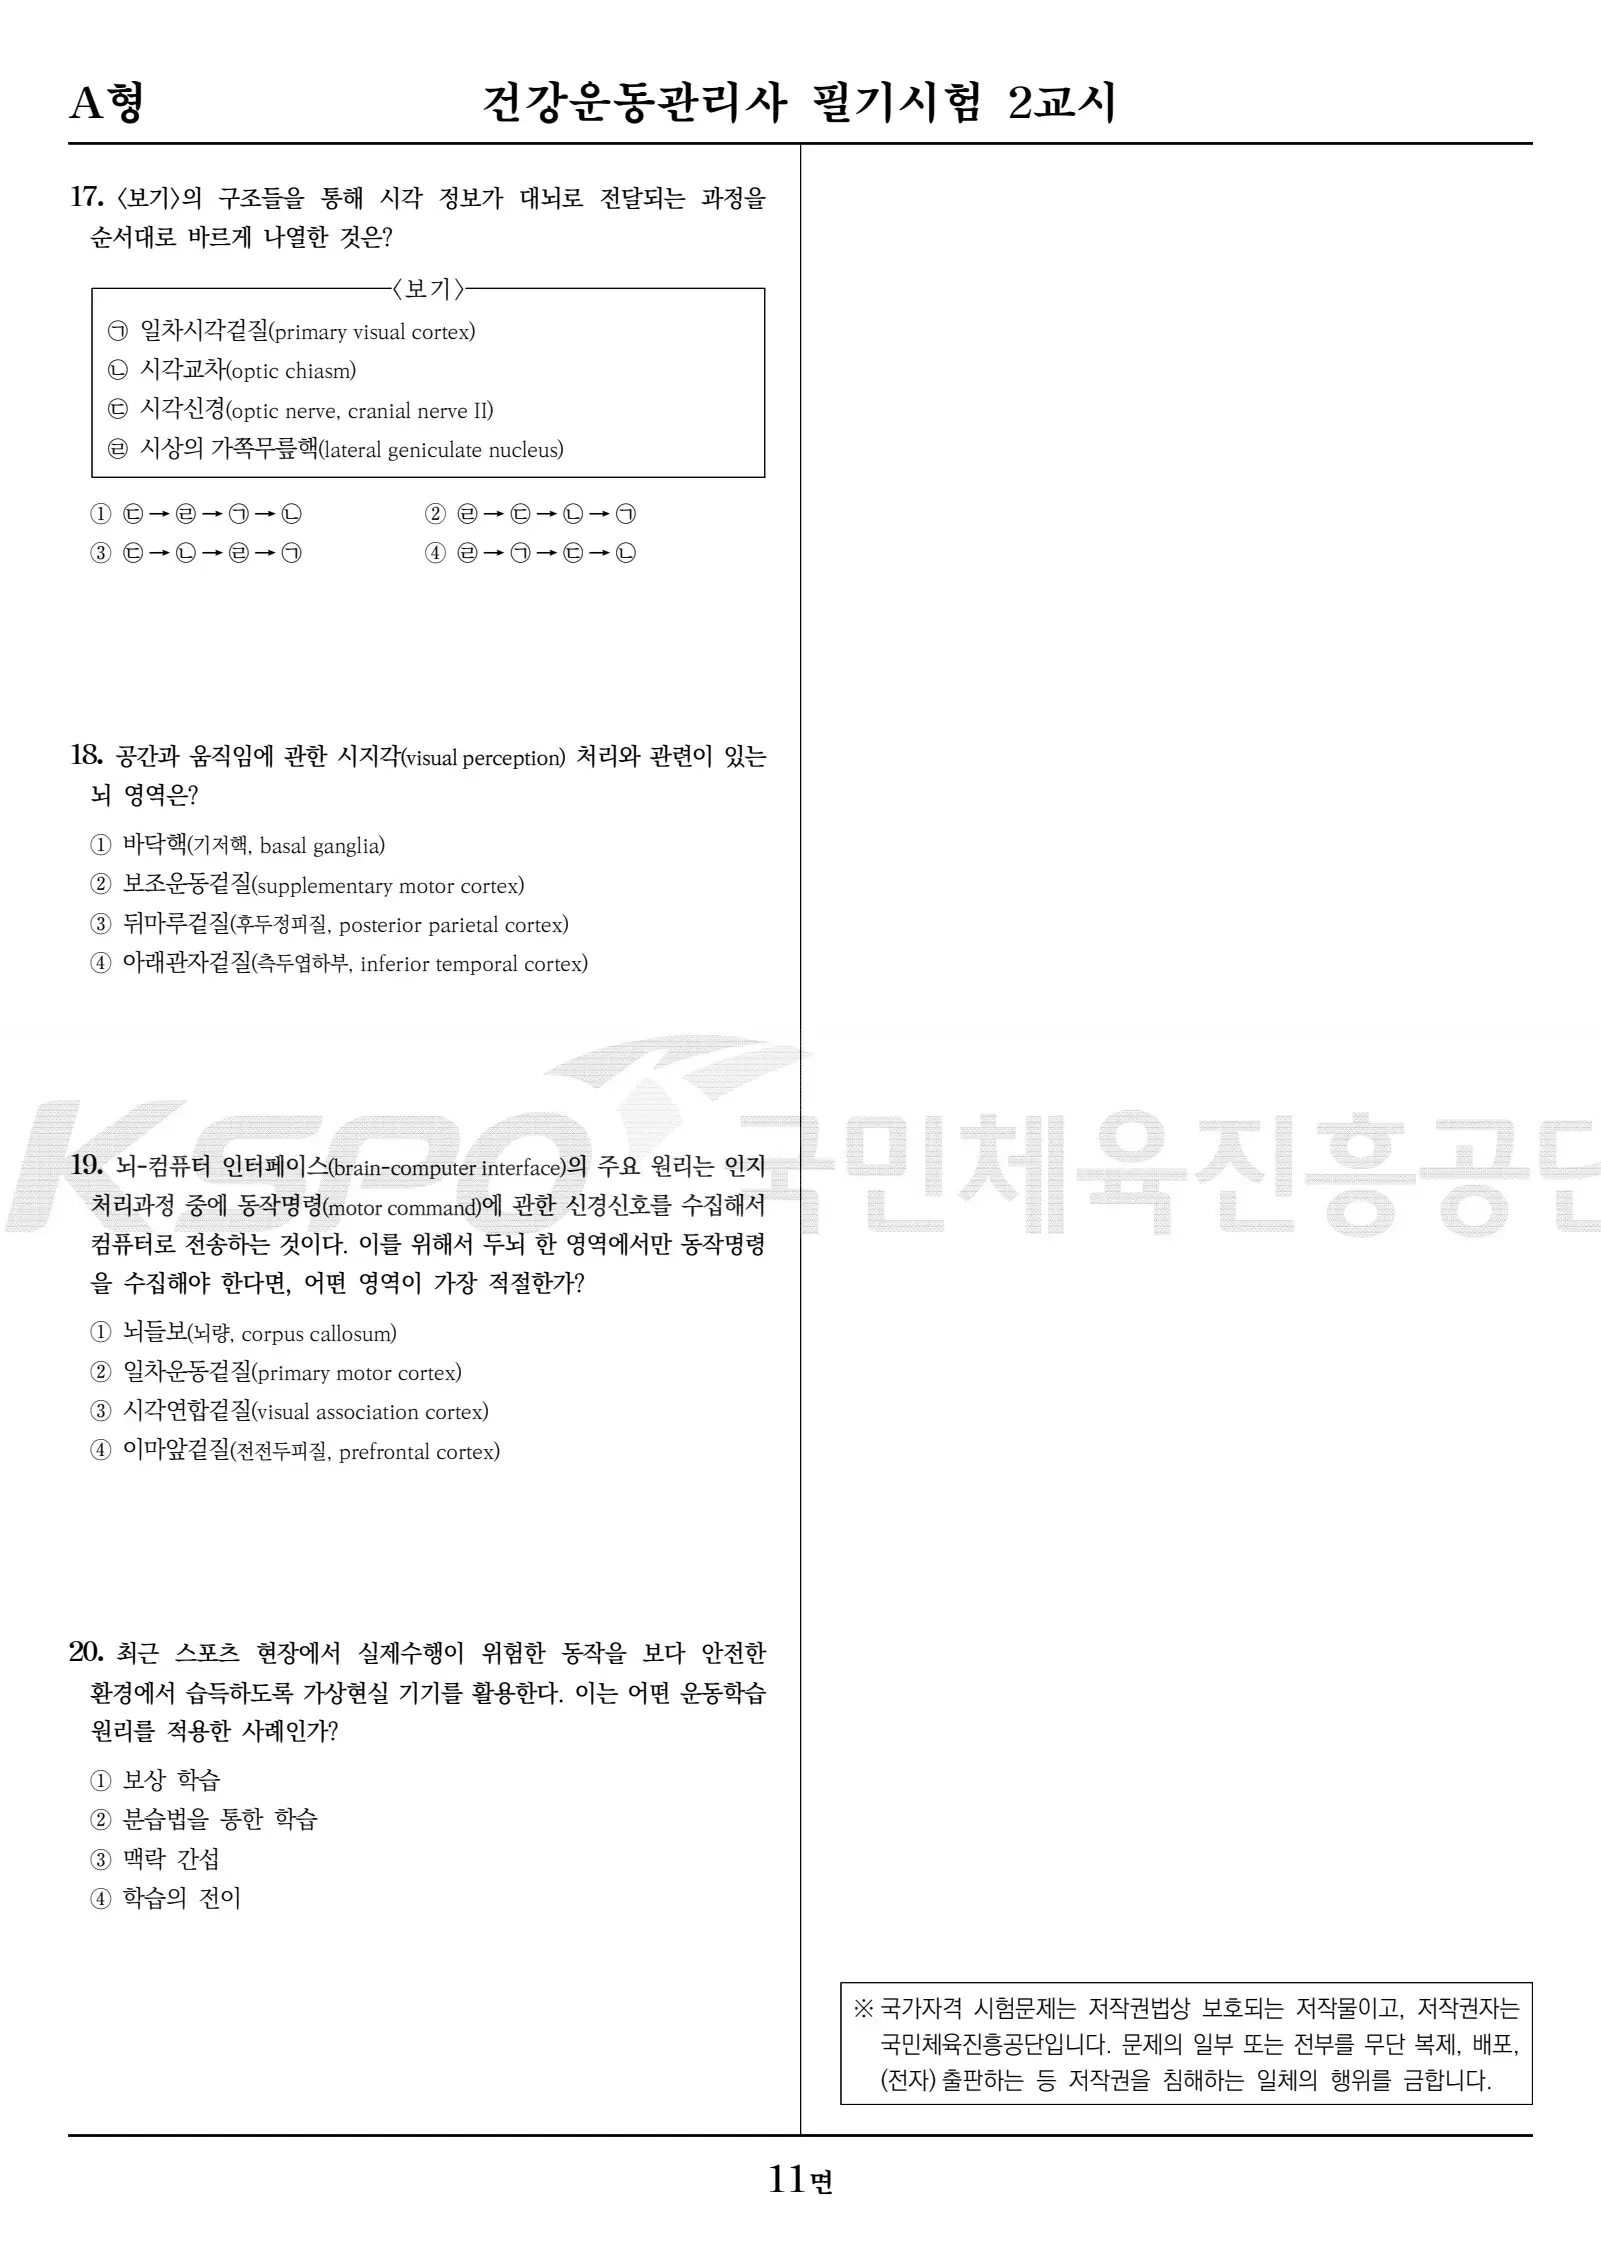 A형
건강운동관리사 필기시험 2교시
17. 〈보기〉의 구조들을 통해 시각 정보가 대뇌로 전달되는 과정을
순서대로 바르게 나열한 것은?
〈보기〉
㉠ 일차시각겉질(primary visual cortex)
㉡ 시각교차(optic chiasm)
㉢ 시각신경(optic nerve, cranial nerve II)
㉣ 시상의 가쪽무릎핵(lateral geniculate nucleus)
① ㉢→㉣→㉠→㉡ ② ㉣→㉢→㉡→㉠
③ ㉢→㉡→㉣→㉠ ④ ㉣→㉠→㉢→㉡
18. 공간과 움직임에 관한 시지각(visual perception) 처리와 관련이 있는
뇌 영역은?
① 바닥핵(기저핵, basal ganglia)
② 보조운동겉질(supplementary motor cortex)
③ 뒤마루겉질(후두정피질, posterior parietal cortex)
④ 아래관자겉질(측두엽하부, inferior temporal cortex)
KSPO 국민체육진흥공단
19. 뇌-컴퓨터 인터페이스(brain-computer interface)의 주요 원리는 인지
처리과정 중에 동작명령(motor command)에 관한 신경신호를 수집해서
컴퓨터로 전송하는 것이다. 이를 위해서 두뇌 한 영역에서만 동작명령
을 수집해야 한다면, 어떤 영역이 가장 적절한가?
① 뇌들보(뇌량, corpus callosum)
② 일차운동겉질(primary motor cortex)
③ 시각연합겉질(visual association cortex)
④ 이마앞겉질(전전두피질, prefrontal cortex)
20. 최근 스포츠 현장에서 실제수행이 위험한 동작을 보다 안전한
환경에서 습득하도록 가상현실 기기를 활용한다. 이는 어떤 운동학습
원리를 적용한 사례인가?
① 보상 학습
② 분습법을 통한 학습
③ 맥락 간섭
④ 학습의 전이
※ 국가자격 시험문제는 저작권법상 보호되는 저작물이고, 저작권자는
국민체육진흥공단입니다. 문제의 일부 또는 전부를 무단 복제, 배포,
(전자) 출판하는 등 저작권을 침해하는 일체의 행위를 금합니다.
11면